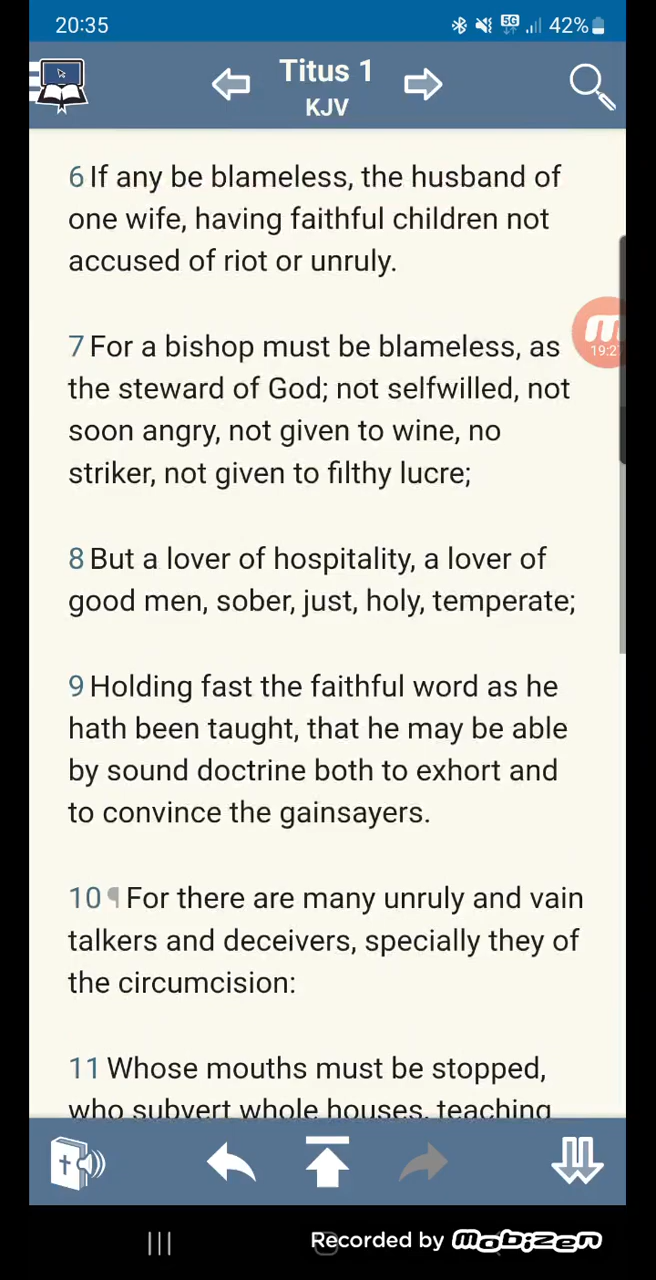 20:35
5G
42%
Titus 1
KJV
6 If any be blameless, the husband of
one wife, having faithful children not
accused of riot or unruly.
7 For a bishop must be blameless, as
the steward of God; not selfwilled, not
soon angry, not given to wine, no
striker, not given to filthy lucre;
8 But a lover of hospitality, a lover of
good men, sober, just, holy, temperate;
9 Holding fast the faithful word as he
hath been taught, that he may be able
by sound doctrine both to exhort and
to convince the gainsayers.
10 ¶ For there are many unruly and vain
talkers and deceivers, specially they of
the circumcision:
11 Whose mouths must be stopped,
who subvert whole houses, teaching
Recorded by mobizen